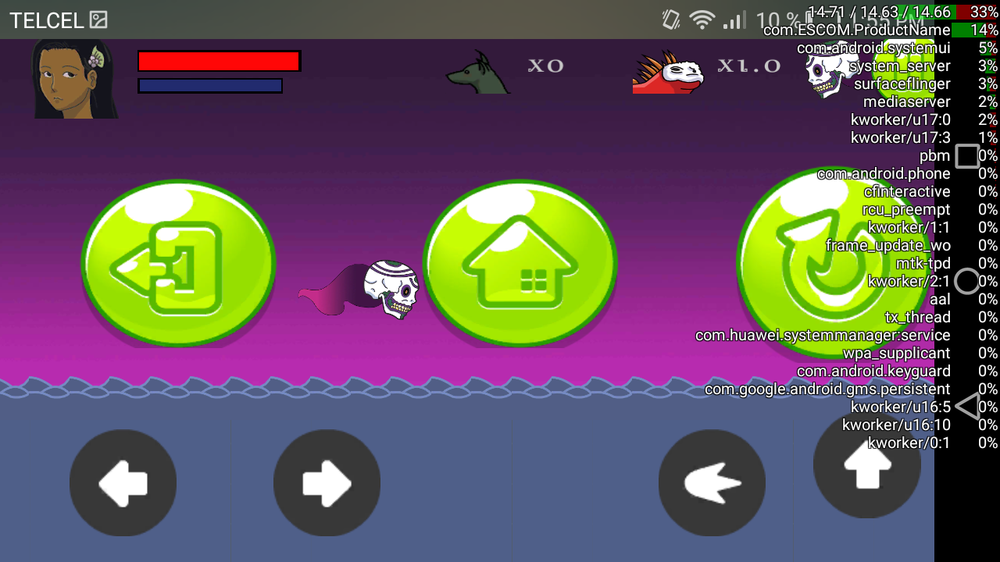 TELCEL
10 % 1:55 PM
14.71 / 14.63 / 14.66 33%
com.ESCOM.ProductName 14%
com.android.systemui 5%
system_server 3%
surfaceflinger 3%
mediaserver 2%
kworker/u17:0 2%
kworker/u17:3 1%
pbm 0%
com.android.phone 0%
cfinteractive 0%
rcu_preempt 0%
kworker/1:1 0%
frame_update_wo 0%
mtk-tpd 0%
kworker/2:1 0%
aal 0%
tx_thread 0%
com.huawei.systemmanager:service 0%
wpa_supplicant 0%
com.android.keyguard 0%
com.google.android.gms.persistent 0%
kworker/u16:5 0%
kworker/u16:10 0%
kworker/0:1 0%
x0
x1.0